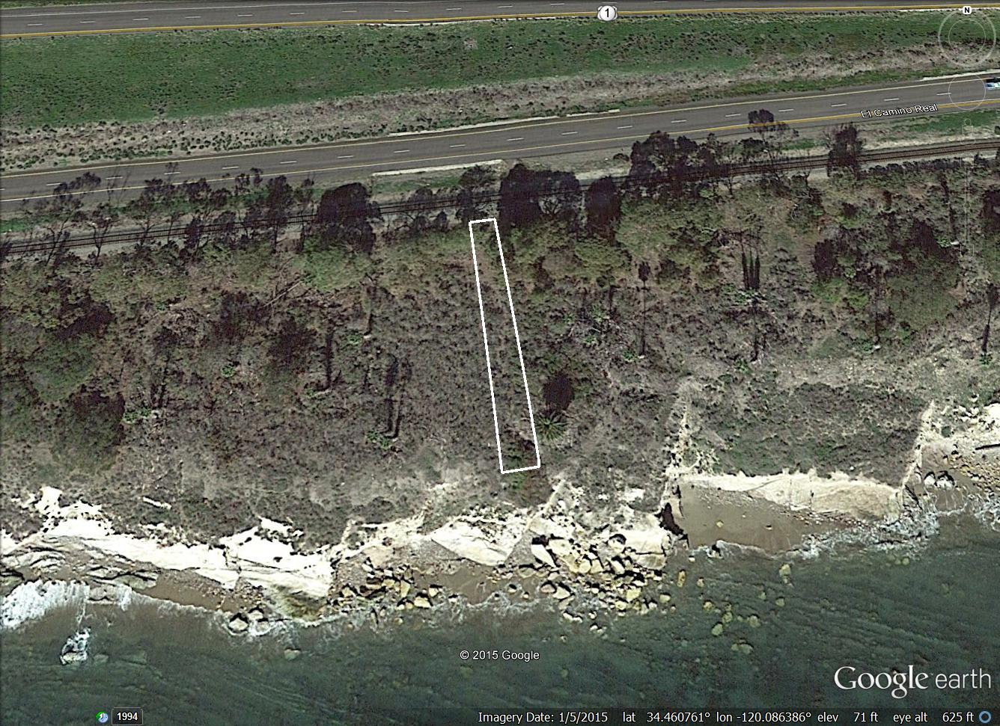 1
N
El Camino Real
© 2015 Google
Google earth
1994
Imagery Date: 1/5/2015 lat 34.460761° lon -120.086386° elev 71 ft eye alt 625 ft